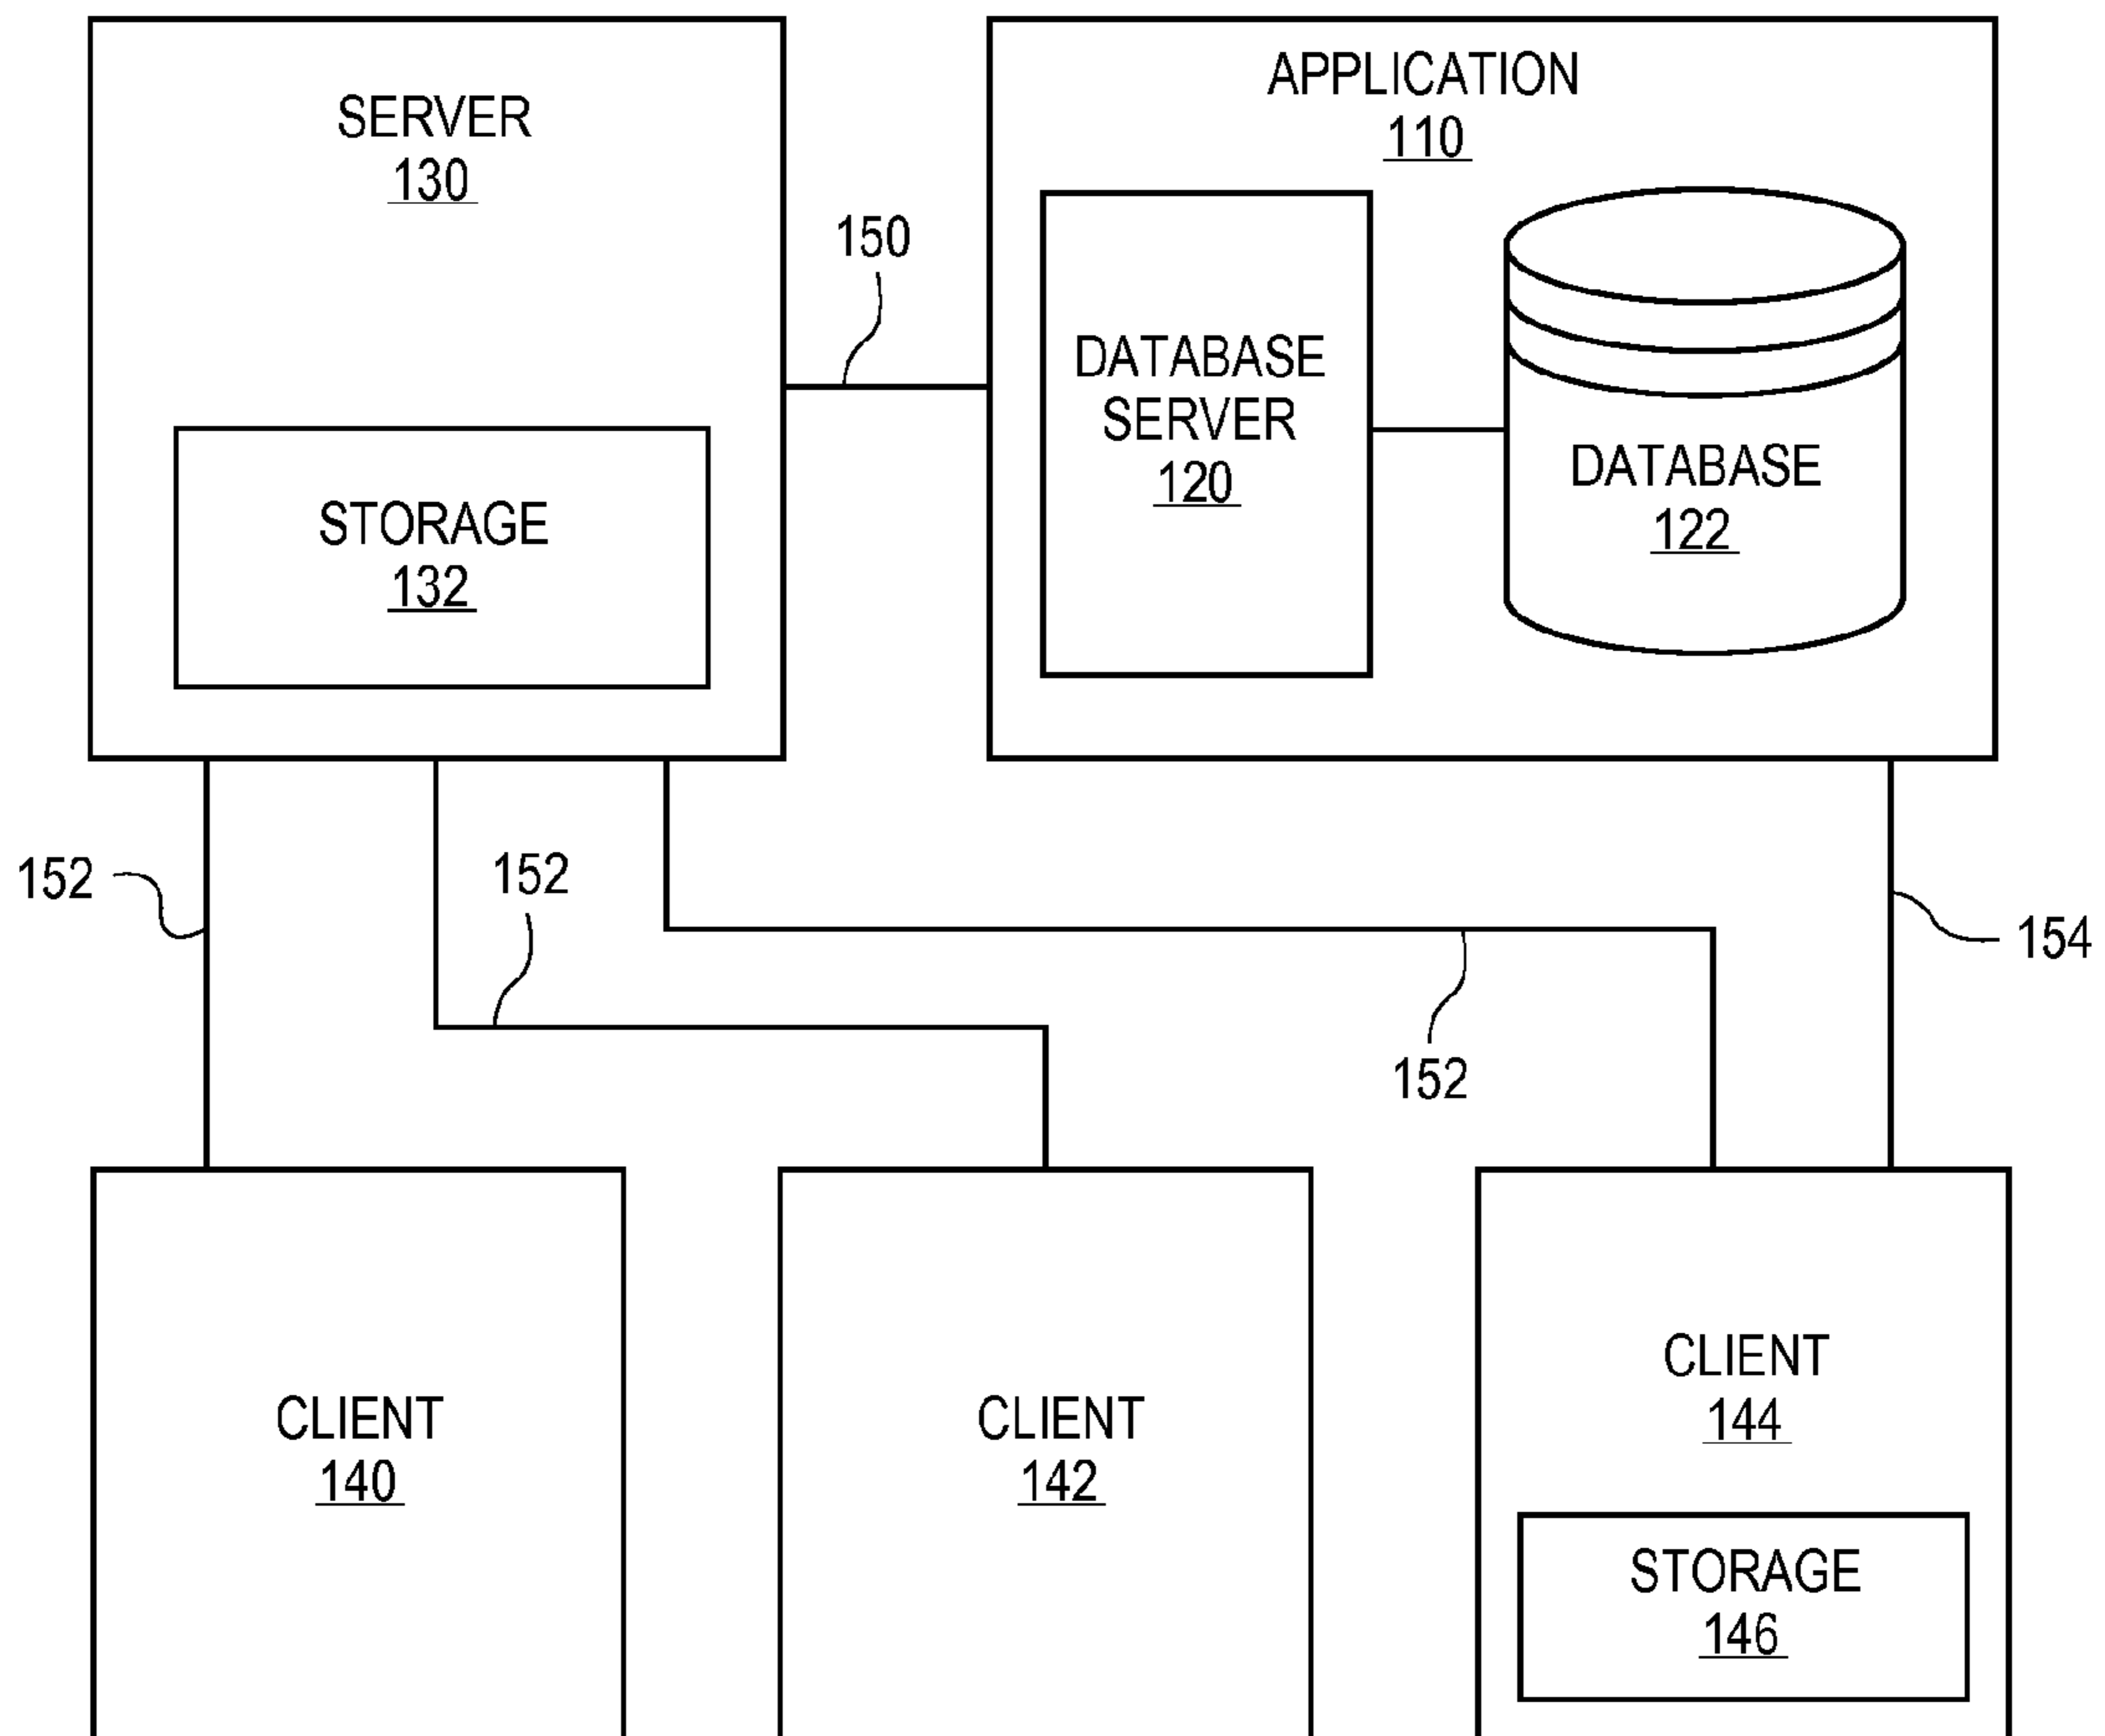 SERVER
130
STORAGE
132
150
APPLICATION
110
DATABASE
SERVER
120
DATABASE
122
152
152
152
154
CLIENT
140
CLIENT
142
CLIENT
144
STORAGE
146